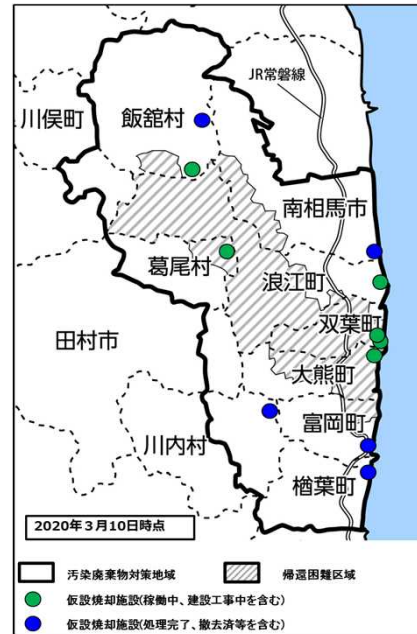 JR常磐線
川俣町
飯舘村
南相馬市
葛尾村
浪江町
双葉町
田村市
大熊町
富岡町
川内村
楢葉町
2020年3月10日時点
汚染廃棄物対策地域
帰還困難区域
仮設焼却施設(稼働中、建設工事中を含む)
仮設焼却施設(処理完了、撤去済等を含む)